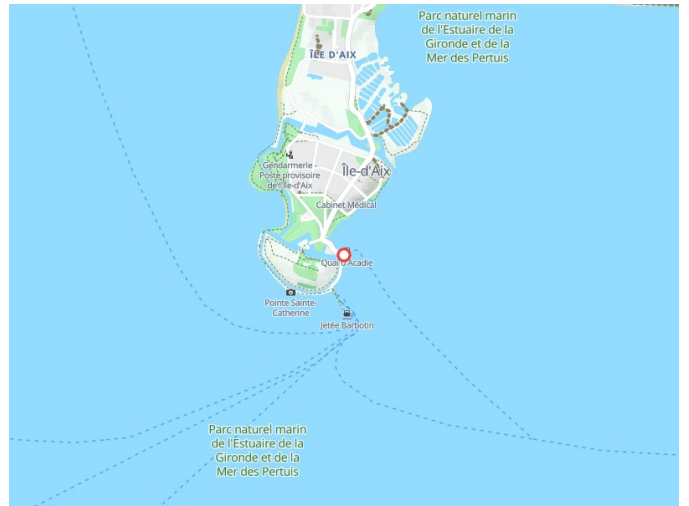 Parc naturel marin
de l'Estuaire de la
Gironde et de la
Mer des Pertuis
ÎLE D'AIX
Gendarmerie -
Poste provisoire
de l'Ile-d'Aix
Île-d'Aix
Cabinet Médical
Quai d'Acadie
Pointe Sainte-
Catherine
Jetée Barbotin
Parc naturel marin
de l'Estuaire de la
Gironde et de la
Mer des Pertuis